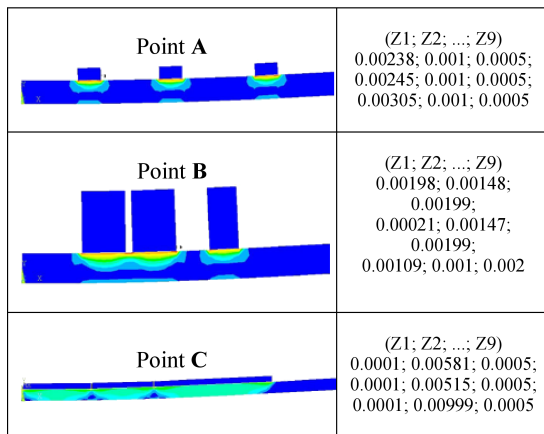 Point A
(Z1; Z2; ...; Z9)
0.00238; 0.001; 0.0005;
0.00245; 0.001; 0.0005;
0.00305; 0.001; 0.0005
X
Point B
(Z1; Z2; ...; Z9)
0.00198; 0.00148;
0.00199;
0.00021; 0.00147;
0.00199;
0.00109; 0.001; 0.002
X
Point C
(Z1; Z2; ...; Z9)
0.0001; 0.00581; 0.0005;
0.0001; 0.00515; 0.0005;
0.0001; 0.00999; 0.0005